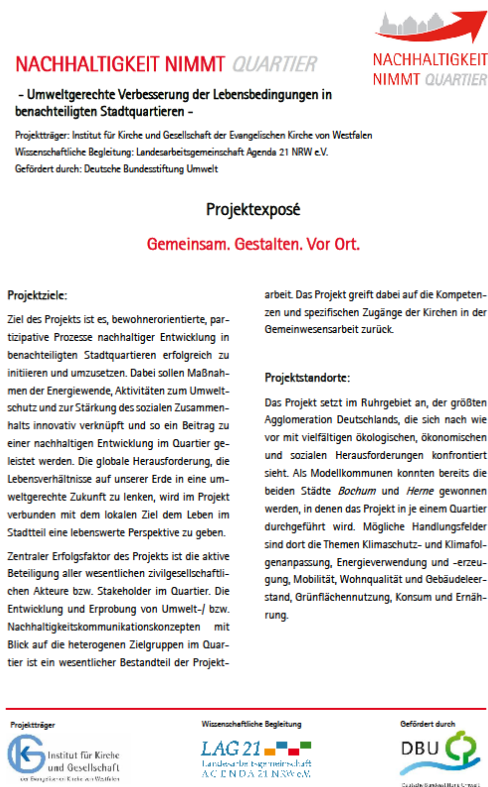 NACHHALTIGKEIT NIMMT QUARTIER
NACHHALTIGKEIT
NIMMT QUARTIER
- Umweltgerechte Verbesserung der Lebensbedingungen in
benachteiligten Stadtquartieren -
Projektträger: Institut für Kirche und Gesellschaft der Evangelischen Kirche von Westfalen
Wissenschaftliche Begleitung: Landesarbeitsgemeinschaft Agenda 21 NRW e.V.
Gefördert durch: Deutsche Bundesstiftung Umwelt
Projektexposé
Gemeinsam. Gestalten. Vor Ort.
Projektziele:
Ziel des Projekts ist es, bewohnerorientierte, par-
tizipative Prozesse nachhaltiger Entwicklung in
benachteiligten Stadtquartieren erfolgreich zu
initiieren und umzusetzen. Dabei sollen Maßnah-
men der Energiewende, Aktivitäten zum Umwelt-
schutz und zur Stärkung des sozialen Zusammen-
halts innovativ verknüpft und so ein Beitrag zu
einer nachhaltigen Entwicklung im Quartier ge-
leistet werden. Die globale Herausforderung, die
Lebensverhältnisse auf unserer Erde in eine um-
weltgerechte Zukunft zu lenken, wird im Projekt
verbunden mit dem lokalen Ziel dem Leben im
Stadtteil eine lebenswerte Perspektive zu geben.
Zentraler Erfolgsfaktor des Projekts ist die aktive
Beteiligung aller wesentlichen zivilgesellschaftli-
chen Akteure bzw. Stakeholder im Quartier. Die
Entwicklung und Erprobung von Umwelt-/ bzw.
Nachhaltigkeitskommunikationskonzepten mit
Blick auf die heterogenen Zielgruppen im Quar-
tier ist ein wesentlicher Bestandteil der Projekt-
arbeit. Das Projekt greift dabei auf die Kompeten-
zen und spezifischen Zugänge der Kirchen in der
Gemeinwesensarbeit zurück.
Projektstandorte:
Das Projekt setzt im Ruhrgebiet an, der größten
Agglomeration Deutschlands, die sich nach wie
vor mit vielfältigen ökologischen, ökonomischen
und sozialen Herausforderungen konfrontiert
sieht. Als Modellkommunen konnten bereits die
beiden Städte Bochum und Herne gewonnen
werden, in denen das Projekt in je einem Quartier
durchgeführt wird. Mögliche Handlungsfelder
sind dort die Themen Klimaschutz- und Klimafol-
genanpassung, Energieverwendung und -erzeu-
gung, Mobilität, Wohnqualität und Gebäudeleer-
stand, Grünflächennutzung, Konsum und Ernäh-
rung.
Projektträger
Institut für Kirche
und Gesellschaft
der Evangelischen Kirche von Westfalen
Wissenschaftliche Begleitung
LAG 21
Landesarbeitsgemeinschaft
AGENDA 21 NRW e.V.
Gefördert durch
DBU
Deutsche Bundesstiftung Umwelt